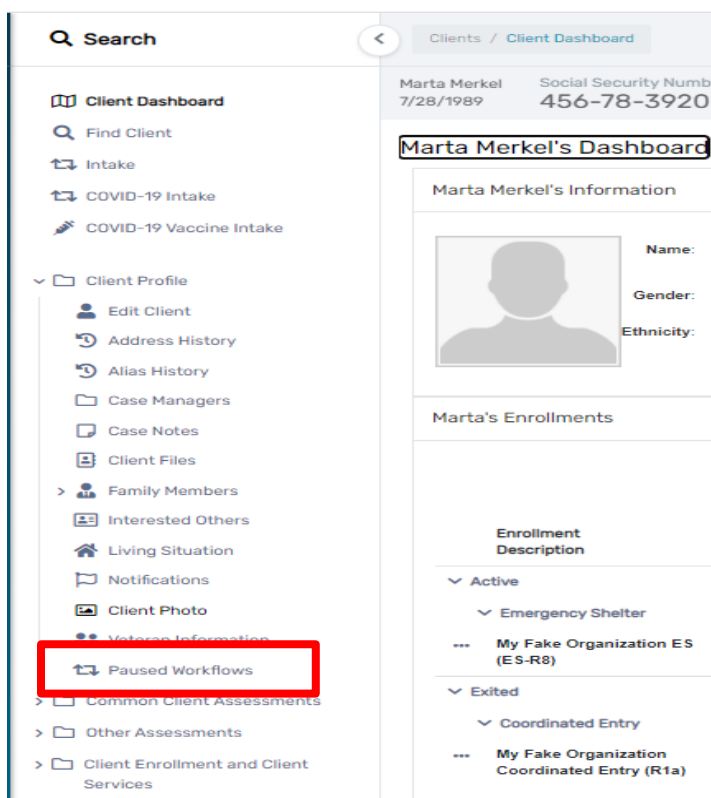 Search
Client Dashboard
Find Client
Intake
COVID-19 Intake
COVID-19 Vaccine Intake
Client Profile
Edit Client
Address History
Alias History
Case Managers
Case Notes
Client Files
Family Members
Interested Others
Living Situation
Notifications
Client Photo
Veteran Information
Paused Workflows
Common Client Assessments
Other Assessments
Client Enrollment and Client
Services
Clients / Client Dashboard
Marta Merkel
7/28/1989
Social Security Numb
456-78-3920
Marta Merkel's Dashboard
Marta Merkel's Information
Name:
Gender:
Ethnicity:
Marta's Enrollments
Enrollment
Description
Active
Emergency Shelter
My Fake Organization ES
(ES-R8)
Exited
Coordinated Entry
My Fake Organization
Coordinated Entry (R1a)